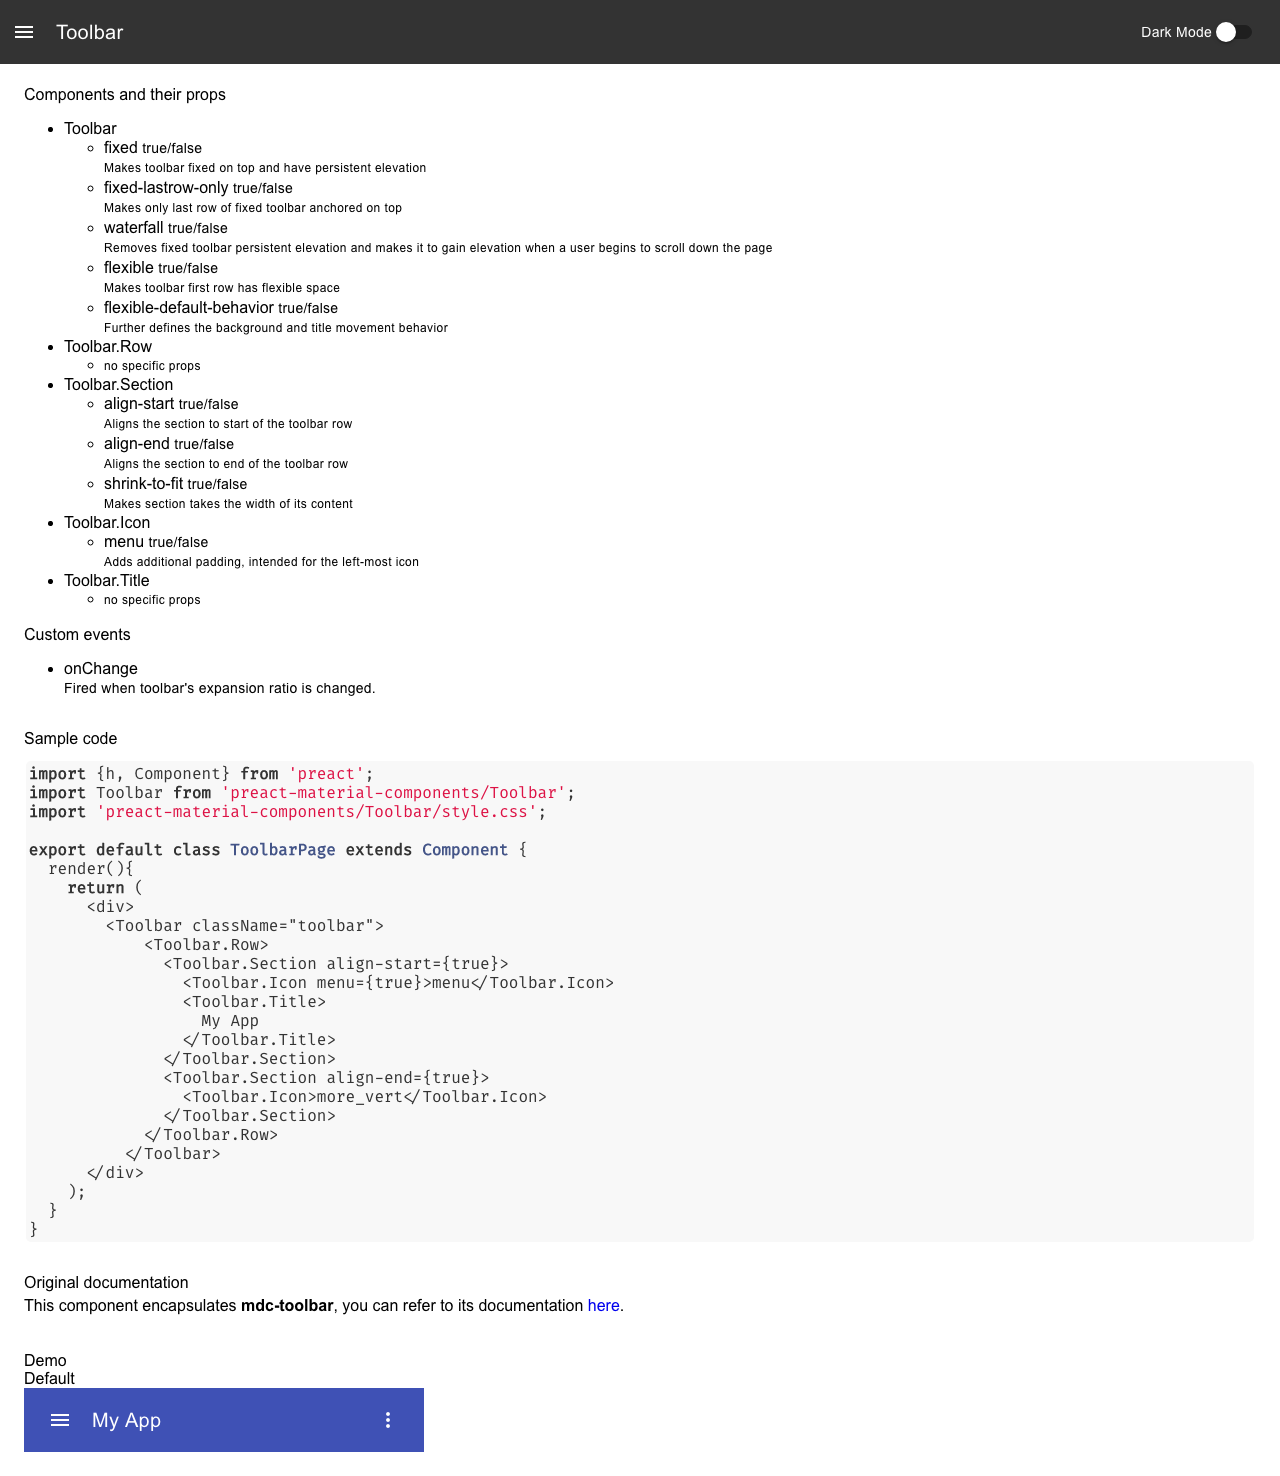 Toolbar
Dark Mode
Components and their props
Toolbar
fixed true/false
Makes toolbar fixed on top and have persistent elevation
fixed-lastrow-only true/false
Makes only last row of fixed toolbar anchored on top
waterfall true/false
Removes fixed toolbar persistent elevation and makes it to gain elevation when a user begins to scroll down the page
flexible true/false
Makes toolbar first row has flexible space
flexible-default-behavior true/false
Further defines the background and title movement behavior
Toolbar.Row
no specific props
Toolbar.Section
align-start true/false
Aligns the section to start of the toolbar row
align-end true/false
Aligns the section to end of the toolbar row
shrink-to-fit true/false
Makes section takes the width of its content
Toolbar.Icon
menu true/false
Adds additional padding, intended for the left-most icon
Toolbar.Title
no specific props
Custom events
onChange
Fired when toolbar's expansion ratio is changed.
Sample code
import {h, Component} from 'preact';
import Toolbar from 'preact-material-components/Toolbar';
import 'preact-material-components/Toolbar/style.css';
export default class ToolbarPage extends Component {
render(){
return (
<div>
<Toolbar className="toolbar">
<Toolbar.Row>
<Toolbar.Section align-start={true}>
<Toolbar.Icon menu={true}>menu</Toolbar.Icon>
<Toolbar.Title>
My App
</Toolbar.Title>
</Toolbar.Section>
<Toolbar.Section align-end={true}>
<Toolbar.Icon>more_vert</Toolbar.Icon>
</Toolbar.Section>
</Toolbar.Row>
</Toolbar>
</div>
);
}
}
Original documentation
This component encapsulates mdc-toolbar, you can refer to its documentation here.
Demo
Default
My App